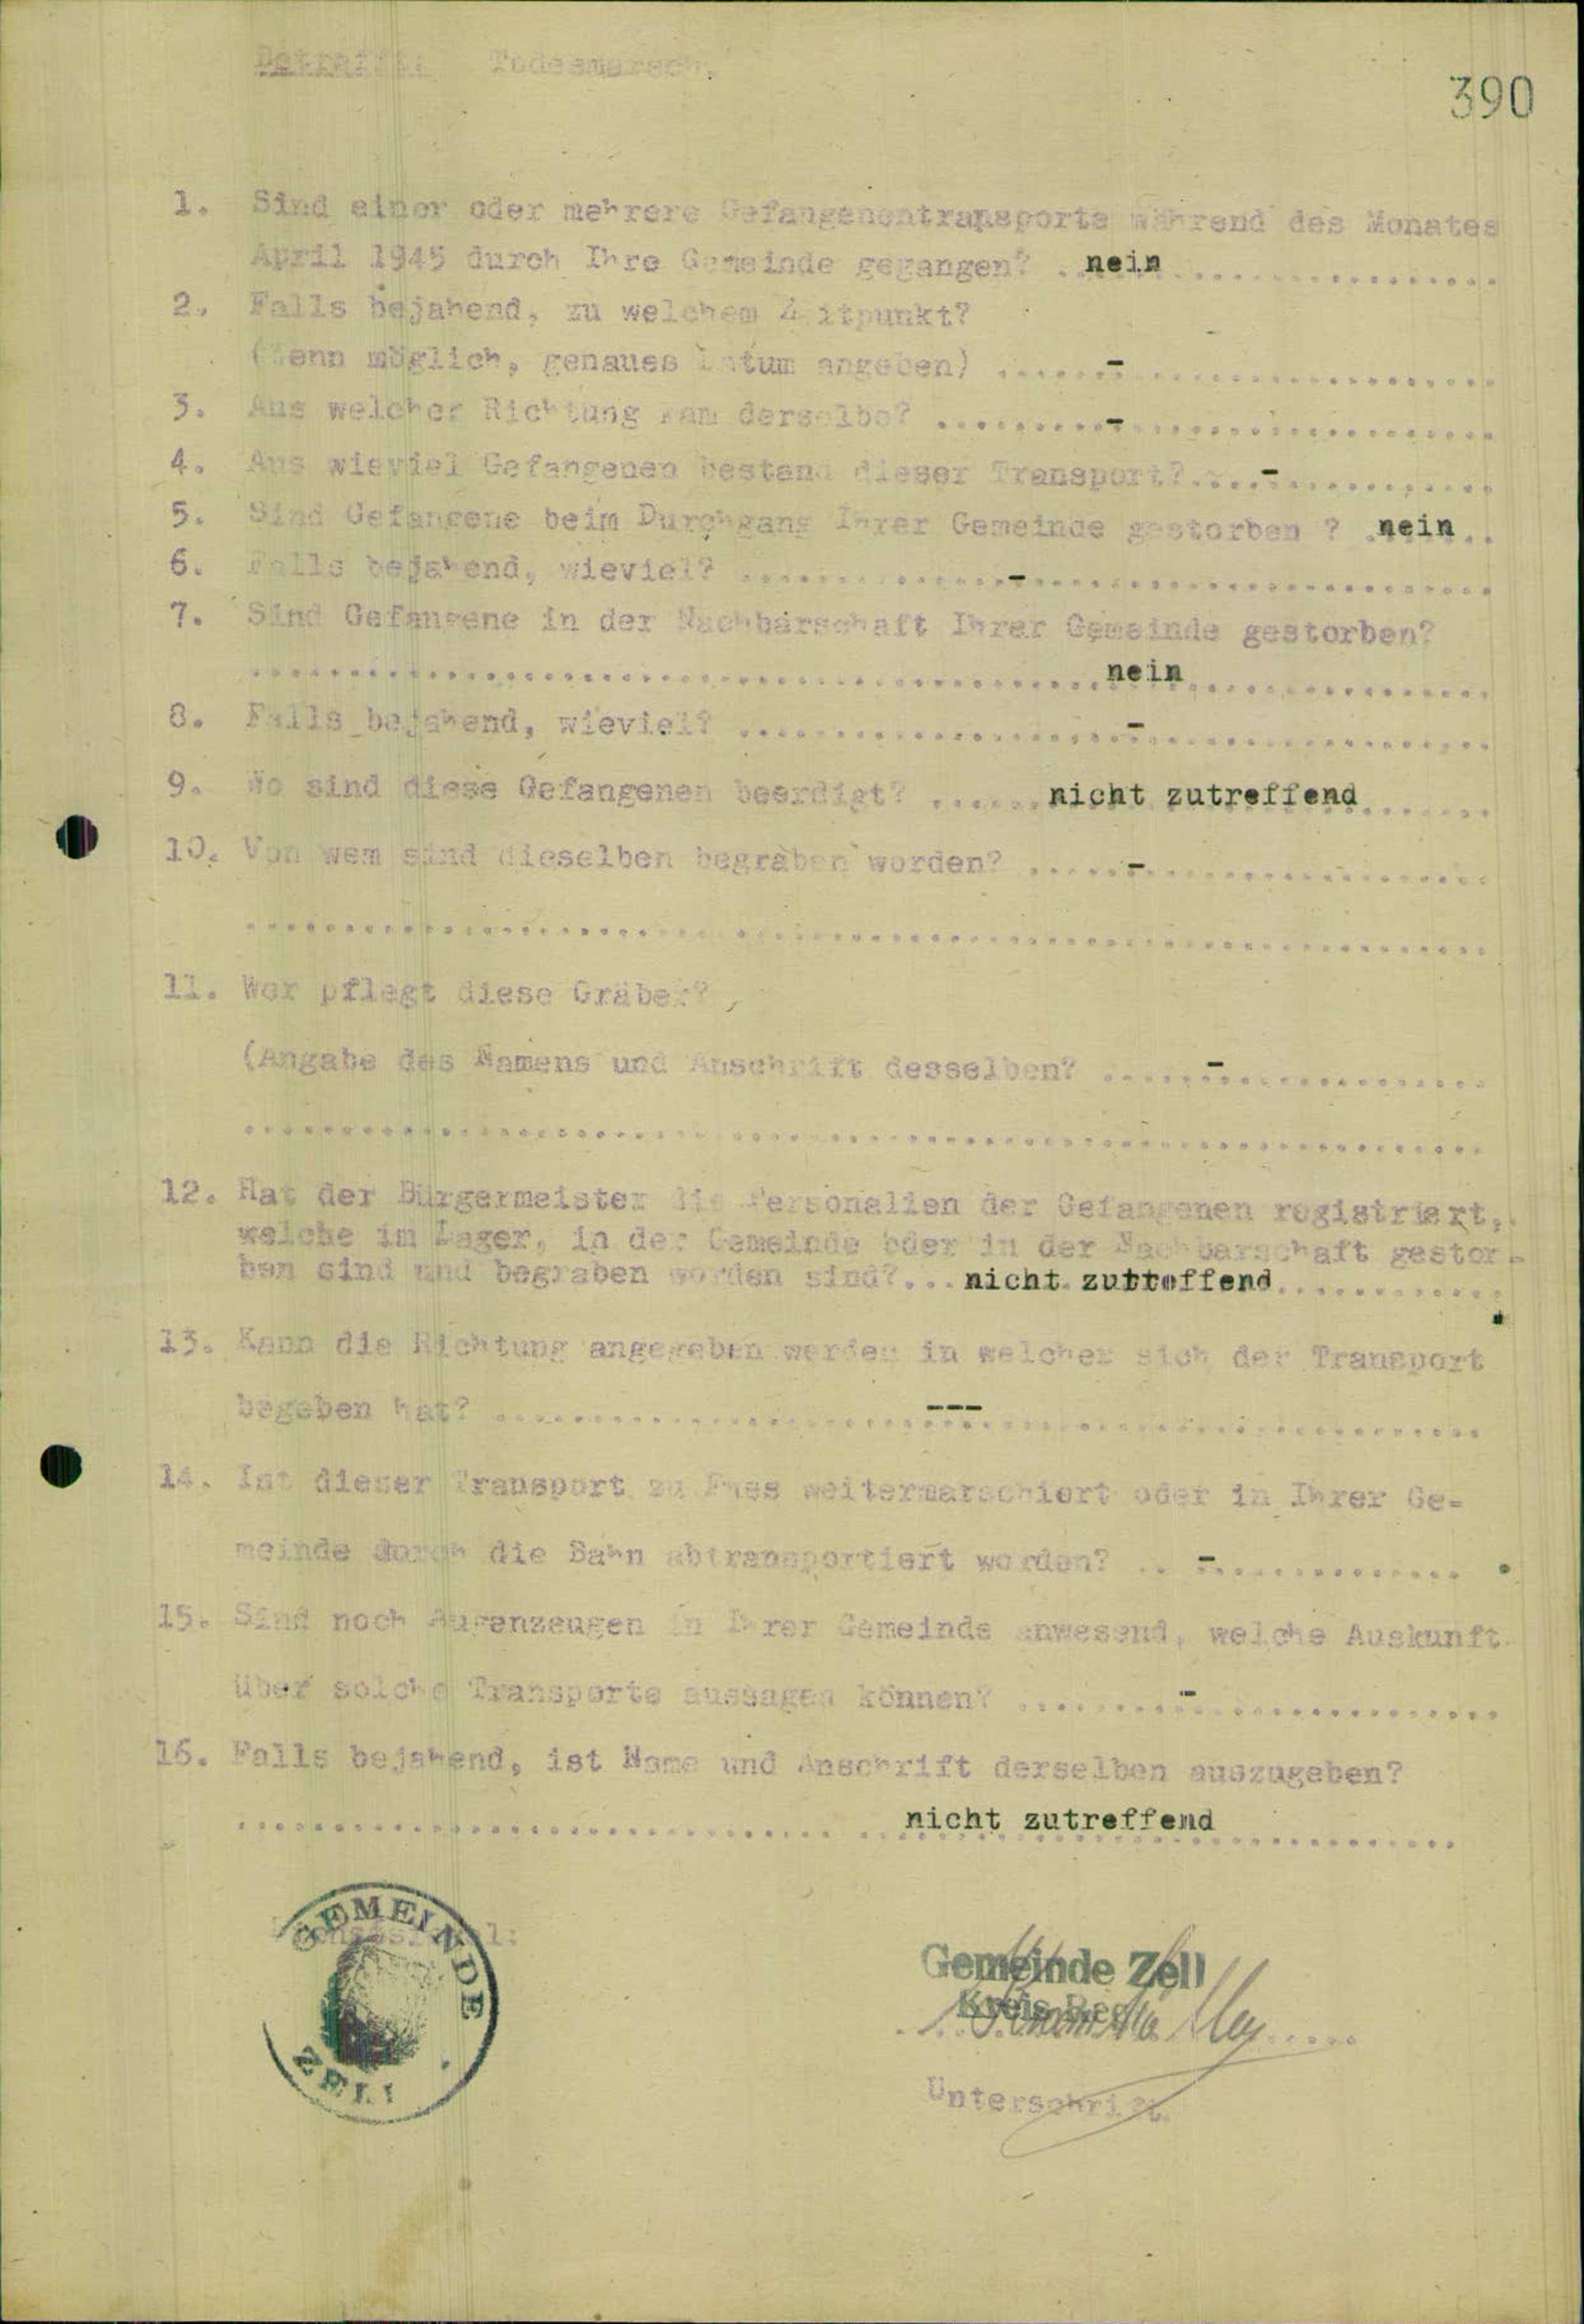 Betrifft: Todesmarsch.
390
1. Sind einer oder mehrere Gefangenentransporte während des Monates
April 1945 durch Ihre Gemeinde gegangen? . nein ................
2. Falls bejahend, zu welchem Zeitpunkt?
(Wenn möglich, genaues Datum angeben) ...... - ...................
3. Aus welcher Richtung kam derselbe? ......... - ..................
4. Aus wieviel Gefangenen bestand dieser Transport?.... - ...........
5. Sind Gefangene beim Durchgang Ihrer Gemeinde gestorben ? .nein..
6. Falls bejahend, wieviel? .............. - ........................
7. Sind Gefangene in der Nachbarschaft Ihrer Gemeinde gestorben?
............................................ nein ................
8. Falls bejahend, wieviel? .................... - ..................
9. Wo sind diese Gefangenen beerdigt? ...... nicht zutreffend .......
10. Von wem sind dieselben begraben worden? ..... - ..................
................................................................
11. Wer pflegt diese Gräber?
(Angabe des Namens und Anschrift desselben? ..... - ..............
................................................................
12. Hat der Bürgermeister die Personalien der Gefangenen registriert,
welche im Lager, in der Gemeinde oder in der Nachbarschaft gestor-
ben sind und begraben worden sind?... nicht zutteffend............
13. Kann die Richtung angegeben werden in welcher sich der Transport
begeben hat? ...................... --- ..........................
14. Ist dieser Transport zu Fuss weitermarschiert oder in Ihrer Ge=
meinde durch die Bahn abtransportiert worden? .. - ..............
15. Sind noch Augenzeugen in Ihrer Gemeinde anwesend, welche Auskunft
über solche Transporte aussagen können? ........ - ................
16. Falls bejahend, ist Name und Anschrift derselben auszugeben?
............................... nicht zutreffend ............
GEMEINDE
ZELL
Gemeinde Zell
Kreis
Unterschrift.